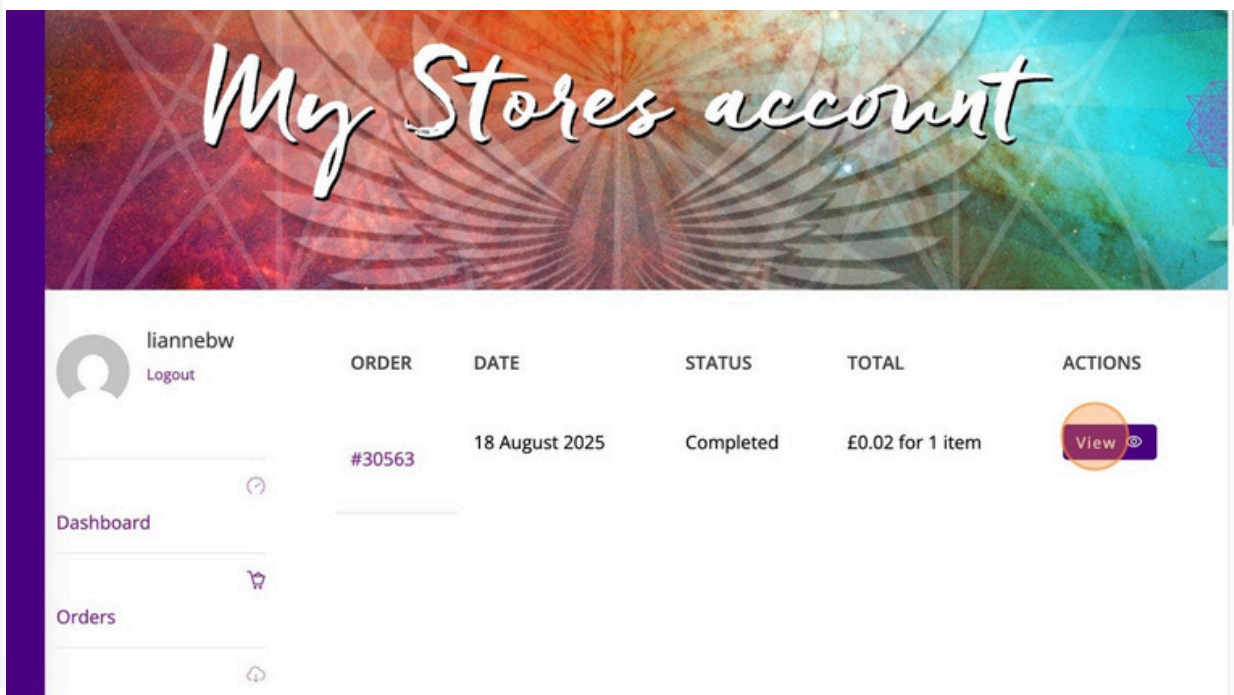 My Stores account
liannebw
Logout
Dashboard
Orders
ORDER DATE STATUS TOTAL ACTIONS
#30563 18 August 2025 Completed £0.02 for 1 item View